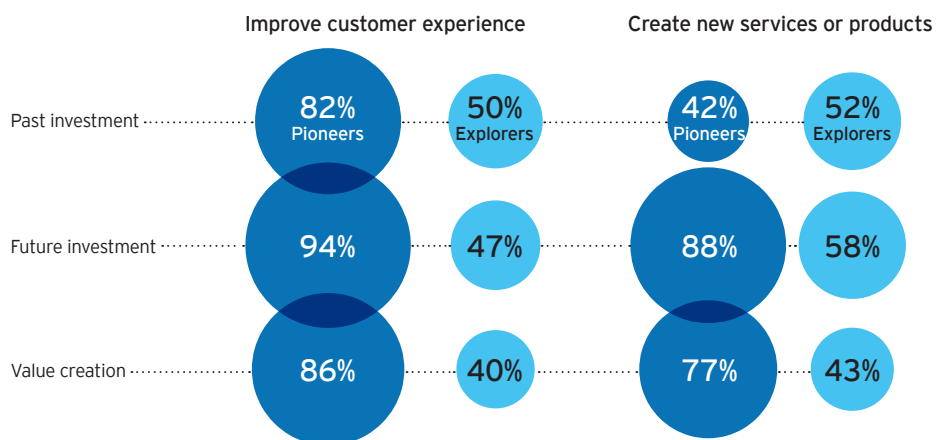 Improve customer experience
Create new services or products
Past investment
82%
Pioneers
50%
Explorers
42%
Pioneers
52%
Explorers
Future investment
94%
47%
88%
58%
Value creation
86%
40%
77%
43%